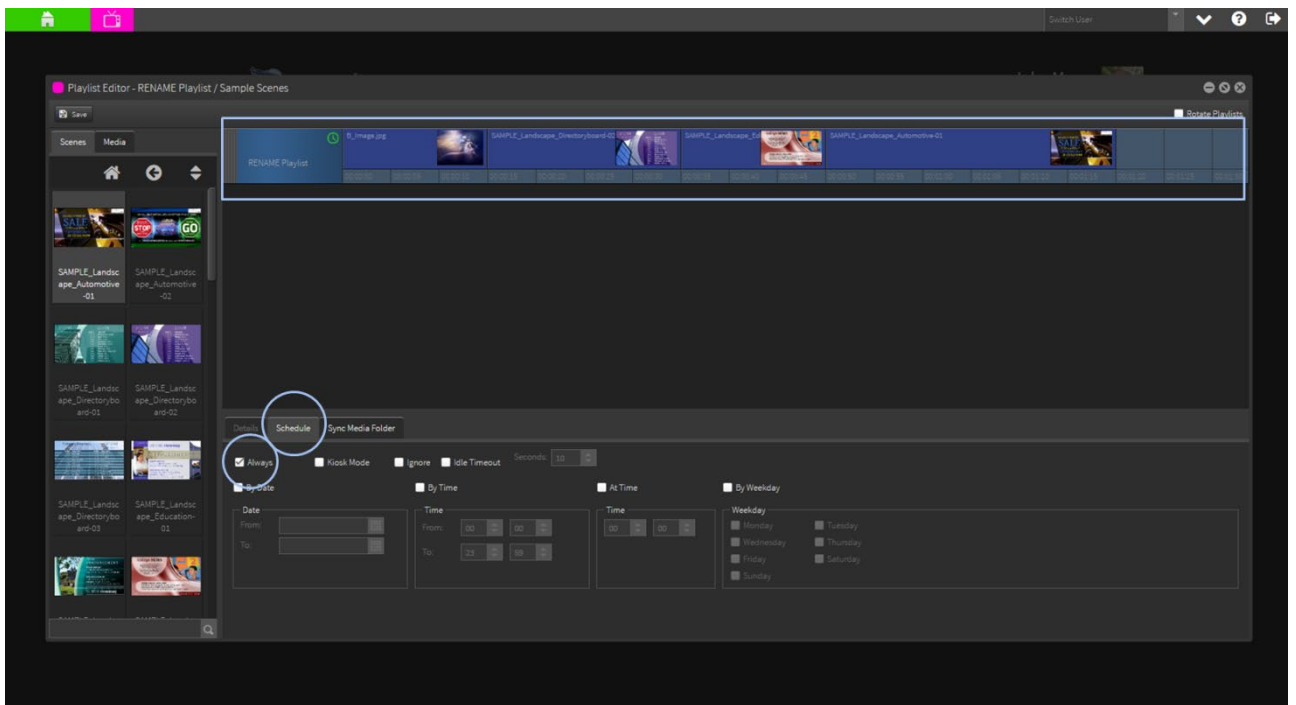 Switch User
Playlist Editor - RENAME Playlist / Sample Scenes
Save
Rotate Playlists
Scenes
Media
RENAME Playlist
SAMPLE_Landscape_Directoryboard-02
SAMPLE_Landscape_Automotive-01
SALE
STOP
GO
SAMPLE_Landsc
ape_Automotive
-01
SAMPLE_Landsc
ape_Automotive
-02
SAMPLE_Landsc
ape_Directorybo
ard-01
SAMPLE_Landsc
ape_Directorybo
ard-02
SAMPLE_Landsc
ape_Directorybo
ard-03
SAMPLE_Landsc
ape_Education-
01
Details
Schedule
Sync Media Folder
Always
Kiosk Mode
Ignore
Idle Timeout
Seconds: 10
By Date
By Time
At Time
By Weekday
Date
From:
To:
Time
From: 00 00
To: 23 59
Time
00 00
Weekday
Monday
Tuesday
Wednesday
Thursday
Friday
Saturday
Sunday